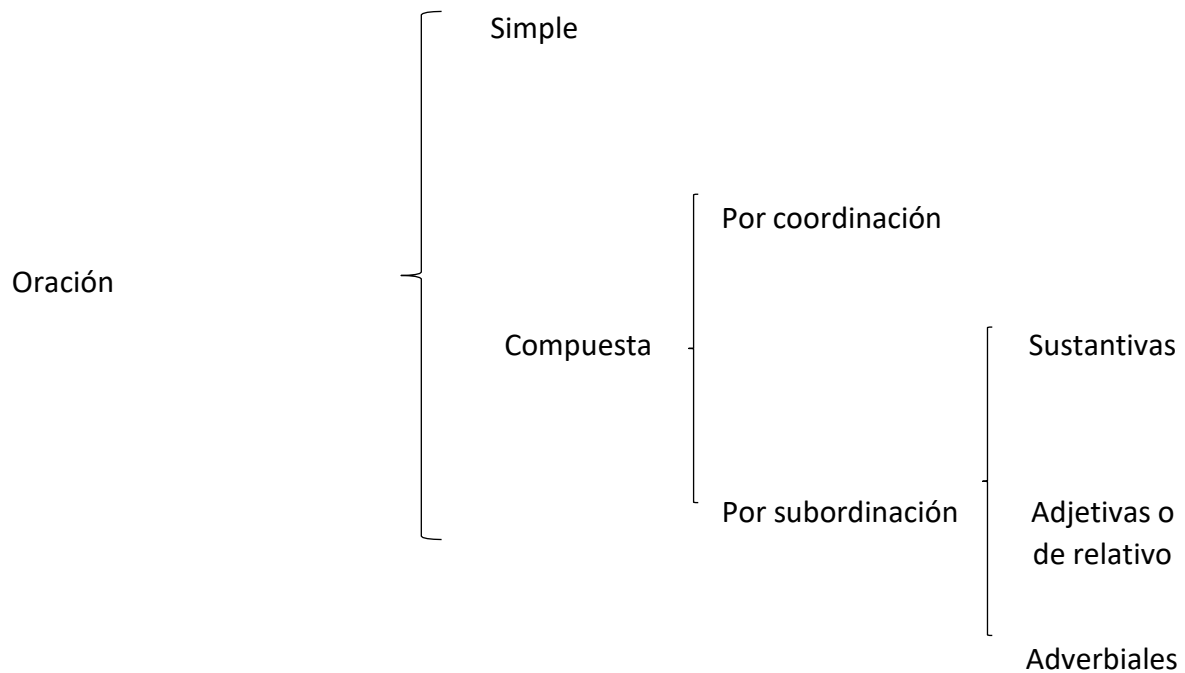 Simple
Por coordinación
Oración
Compuesta
Sustantivas
Por subordinación
Adjetivas o
de relativo
Adverbiales